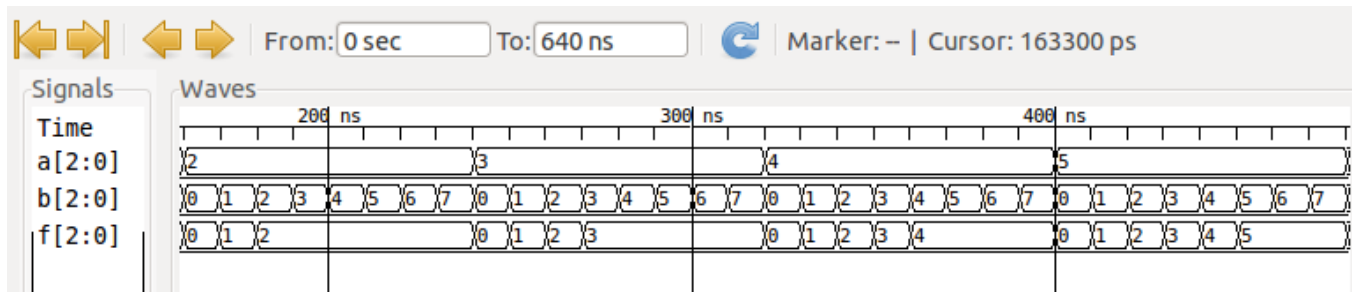 From: 0 sec To: 640 ns Marker: -- | Cursor: 163300 ps
Signals Waves
Time 200 ns 300 ns 400 ns
a[2:0] 2 3 4 5
b[2:0] 0 1 2 3 4 5 6 7 0 1 2 3 4 5 6 7 0 1 2 3 4 5 6 7 0 1 2 3 4 5 6 7
f[2:0] 0 1 2 0 1 2 3 0 1 2 3 4 0 1 2 3 4 5